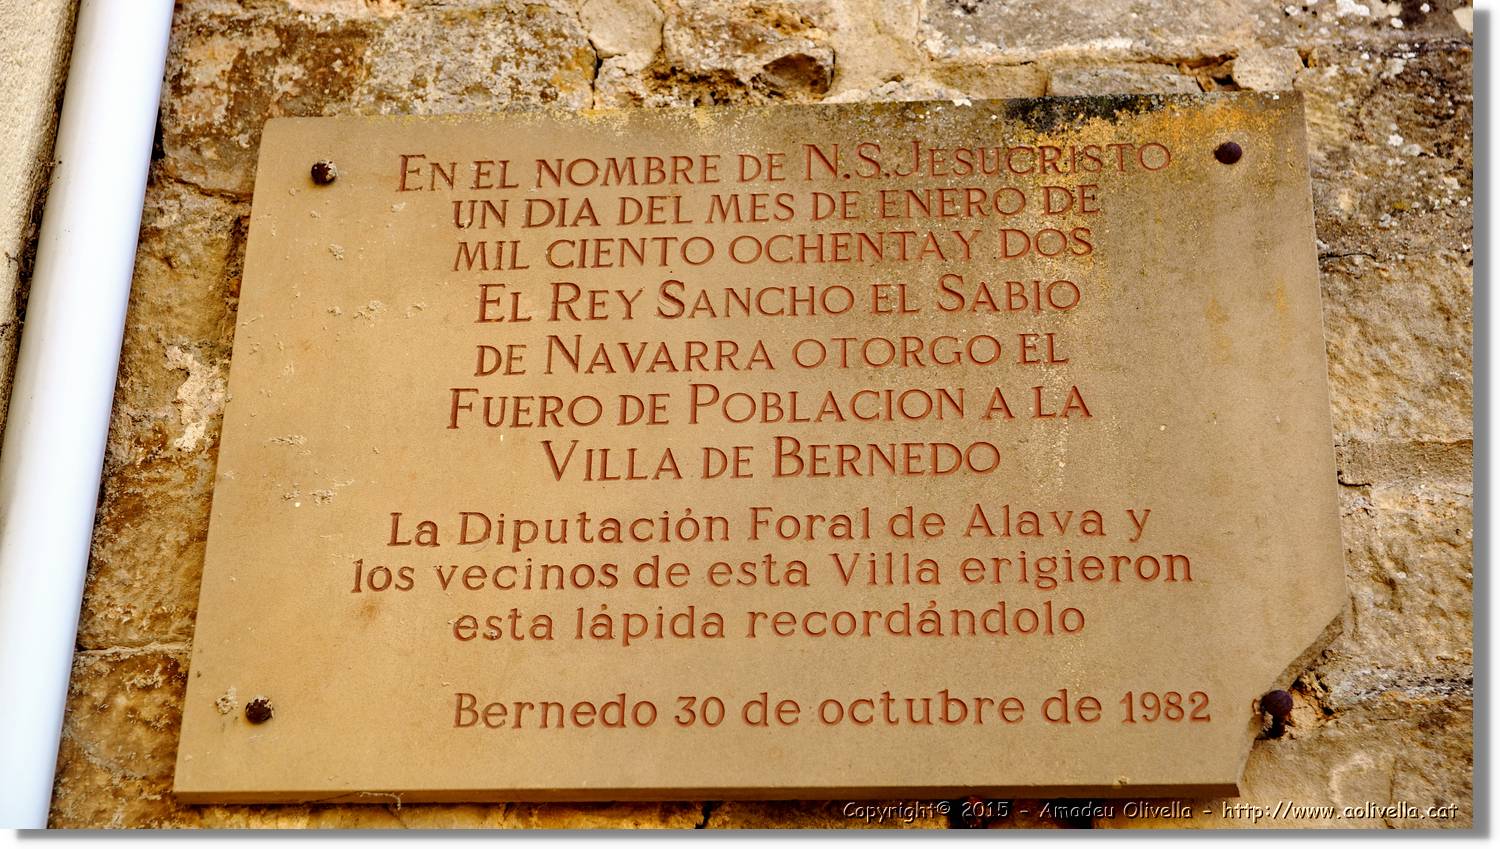 EN EL NOMBRE DE N.S.JESUCRISTO
UN DIA DEL MES DE ENERO DE
MIL CIENTO OCHENTA Y DOS
EL REY SANCHO EL SABIO
DE NAVARRA OTORGO EL
FUERO DE POBLACION A LA
VILLA DE BERNEDO
La Diputación Foral de Alava y
los vecinos de esta Villa erigieron
esta lápida recordándolo
Bernedo 30 de octubre de 1982
Copyright© 2015 - Amadeu Olivella - http://www.aolivella.cat